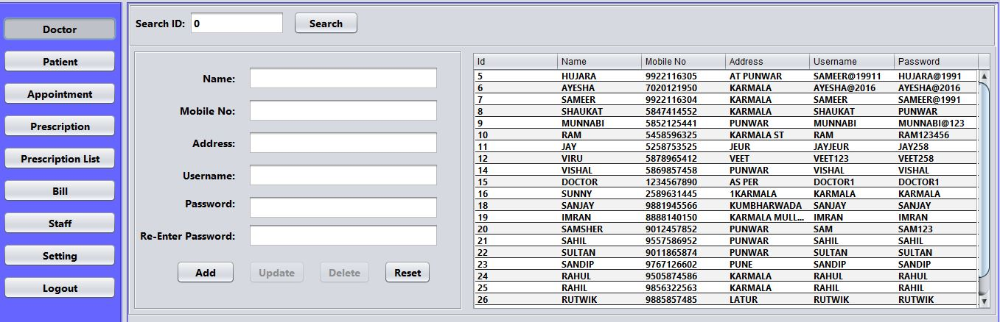 Doctor
Patient
Appointment
Prescription
Prescription List
Bill
Staff
Setting
Logout
Search ID: 0 Search
Name:
Mobile No:
Address:
Username:
Password:
Re-Enter Password:
Add Update Delete Reset
Id Name Mobile No Address Username Password
5 HUJARA 9922116305 AT PUNWAR SAMEER@19911 HUJARA@1991
6 AYESHA 7020121950 KARMALA AYESHA@2016 AYESHA@2016
7 SAMEER 9922116304 KARMALA SAMEER SAMEER@1991
8 SHAUKAT 5847414552 KARMALA SHAUKAT PUNWAR
9 MUNNABI 5852125441 PUNWAR MUNNABI MUNNABI@123
10 RAM 5458596325 KARMALA ST RAM RAM123456
11 JAY 5258753525 JEUR JAYJEUR JAY258
12 VIRU 5878965412 VEET VEET123 VEET258
14 VISHAL 5869857458 PUNWAR VISHAL VISHAL
15 DOCTOR 1234567890 AS PER DOCTOR1 DOCTOR1
16 SUNNY 2589631445 1KARMALA KARMALA KARMALA
18 SANJAY 9881945566 KUMBHARWADA SANJAY SANJAY
19 IMRAN 8888140150 KARMALA MULL... IMRAN IMRAN
20 SAMSHER 9012457852 PUNWAR SAM SAM123
21 SAHIL 9557586952 PUNWAR SAHIL SAHIL
22 SULTAN 9011865874 PUNWAR SULTAN SULTAN
23 SANDIP 9767126602 PUNE SANDIP SANDIP
24 RAHUL 9505874586 KARMALA RAHUL RAHUL
25 RAHIL 9856322563 KARMALA RAHIL RAHIL
26 RUTWIK 9885857485 LATUR RUTWIK RUTWIK